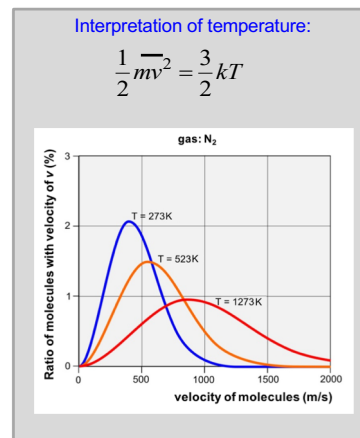 Interpretation of temperature:
1/2 m̅v̅² = 3/2 kT
gas: N₂
Ratio of molecules with velocity of v (%)
3
2
1
0
T = 273K
T = 523K
T = 1273K
0 500 1000 1500 2000
velocity of molecules (m/s)